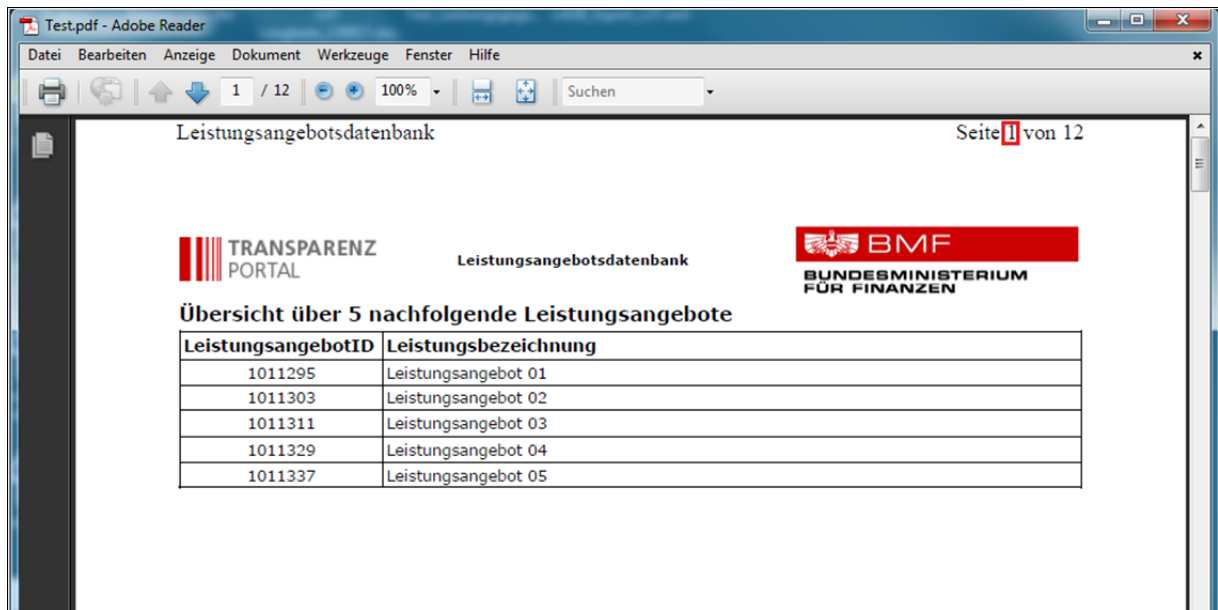 Test.pdf - Adobe Reader
Datei Bearbeiten Anzeige Dokument Werkzeuge Fenster Hilfe
1 / 12 100% Suchen
Leistungsangebotsdatenbank Seite 1 von 12
TRANSPARENZ
PORTAL
Leistungsangebotsdatenbank
BMF
BUNDESMINISTERIUM
FÜR FINANZEN
Übersicht über 5 nachfolgende Leistungsangebote
LeistungsangebotID Leistungsbezeichnung
1011295 Leistungsangebot 01
1011303 Leistungsangebot 02
1011311 Leistungsangebot 03
1011329 Leistungsangebot 04
1011337 Leistungsangebot 05